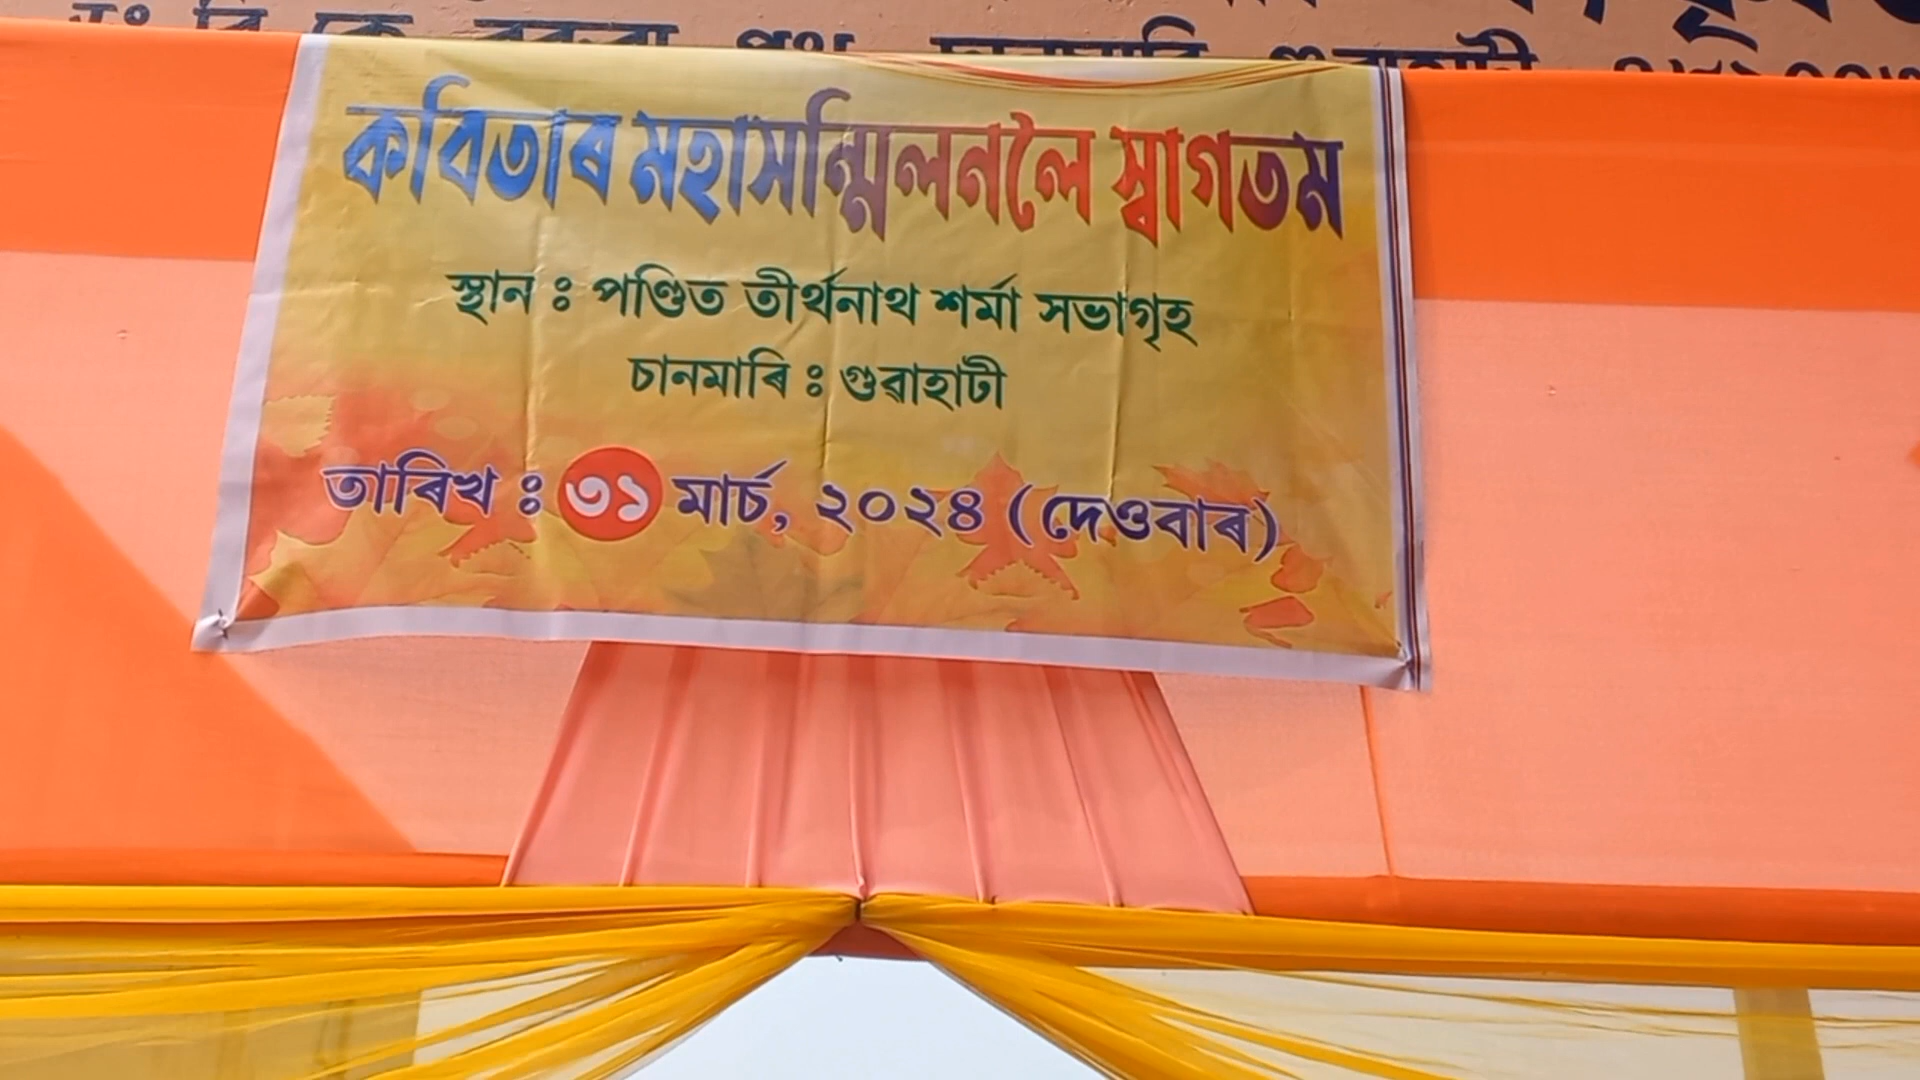 কবিতাৰ মহাসন্মিলনলৈ স্বাগতম
স্থান ঃ পণ্ডিত তীৰ্থনাথ শৰ্মা সভাগৃহ
চানমাৰি ঃ গুৱাহাটী
তাৰিখ ঃ ৩১ মাৰ্চ, ২০২৪ (দেওবাৰ)